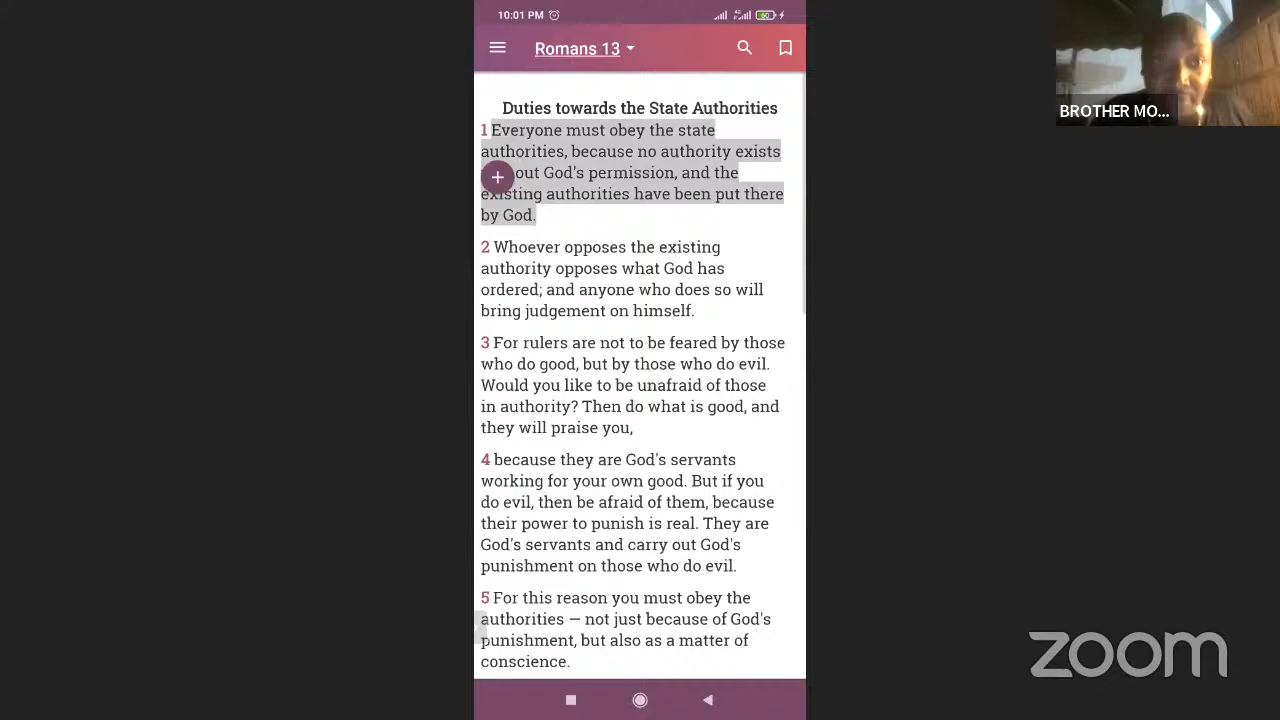 10:01 PM
4G
60
Romans 13
BROTHER MO...
Duties towards the State Authorities
1 Everyone must obey the state
authorities, because no authority exists
out God's permission, and the
existing authorities have been put there
by God.
2 Whoever opposes the existing
authority opposes what God has
ordered; and anyone who does so will
bring judgement on himself.
3 For rulers are not to be feared by those
who do good, but by those who do evil.
Would you like to be unafraid of those
in authority? Then do what is good, and
they will praise you,
4 because they are God's servants
working for your own good. But if you
do evil, then be afraid of them, because
their power to punish is real. They are
God's servants and carry out God's
punishment on those who do evil.
5 For this reason you must obey the
authorities — not just because of God's
punishment, but also as a matter of
conscience.
zoom